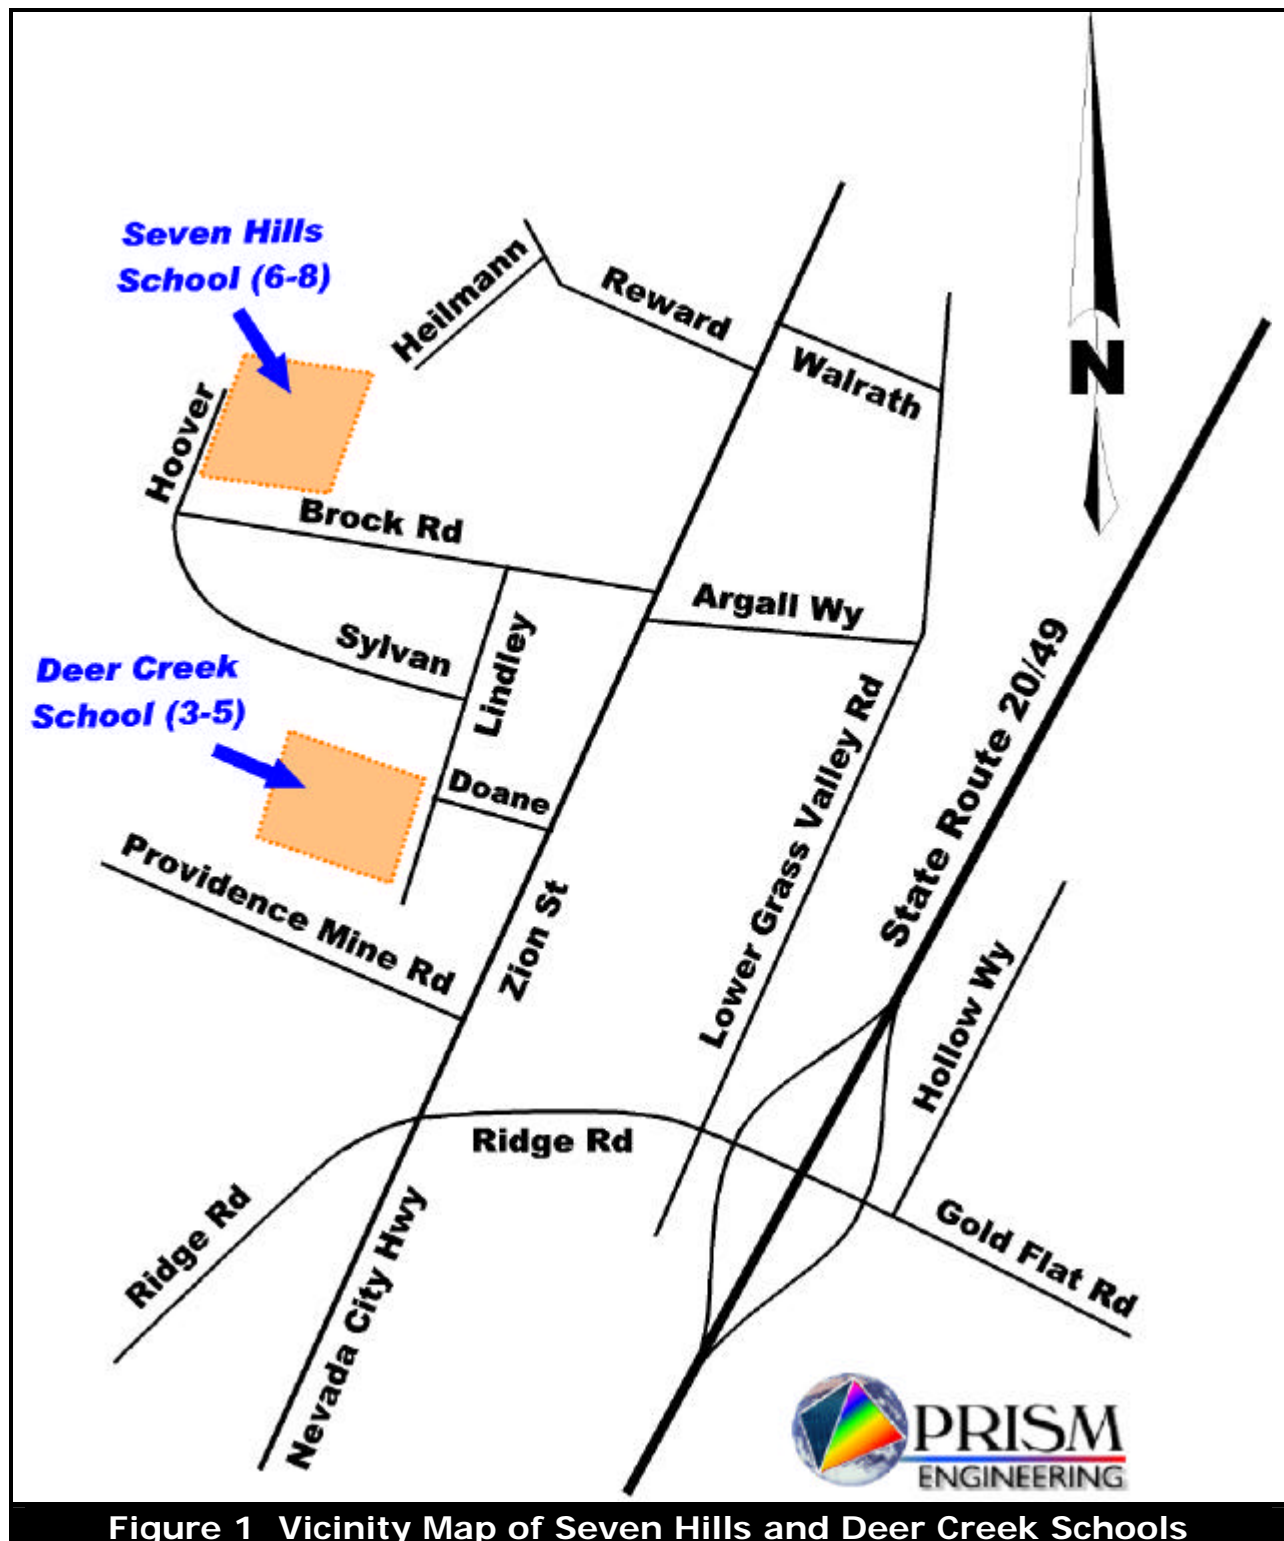 Seven Hills
School (6-8)
Heilmann
Reward
Walrath
N
Hoover
Brock Rd
Argall Wy
Sylvan
Lindley
Deer Creek
School (3-5)
Doane
Providence Mine Rd
Zion St
Lower Grass Valley Rd
State Route 20/49
Hollow Wy
Ridge Rd
Ridge Rd
Nevada City Hwy
Gold Flat Rd
PRISM
ENGINEERING
Figure 1 Vicinity Map of Seven Hills and Deer Creek Schools